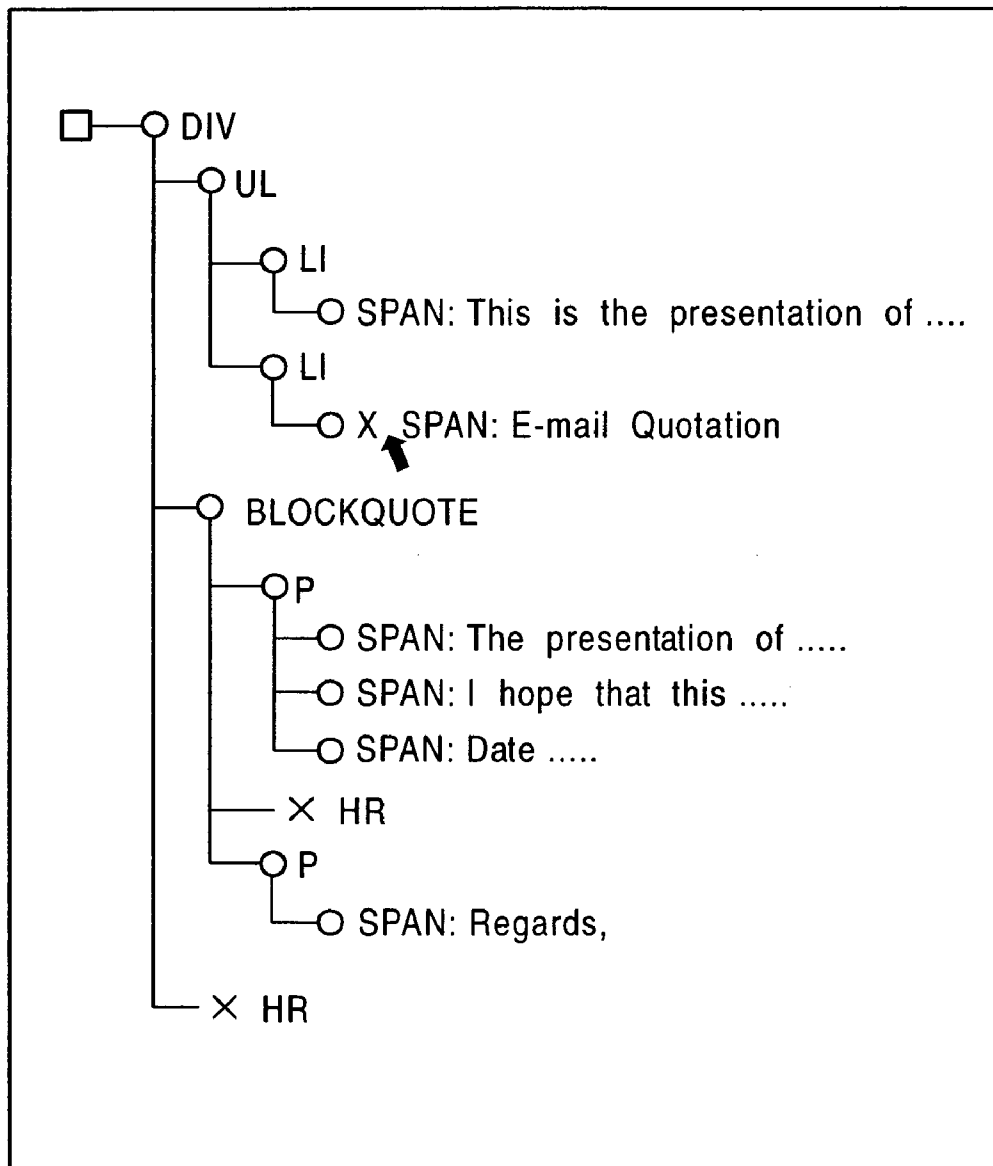 DIV
UL
LI
SPAN: This is the presentation of ....
LI
X SPAN: E-mail Quotation
BLOCKQUOTE
P
SPAN: The presentation of .....
SPAN: I hope that this .....
SPAN: Date .....
× HR
P
SPAN: Regards,
× HR